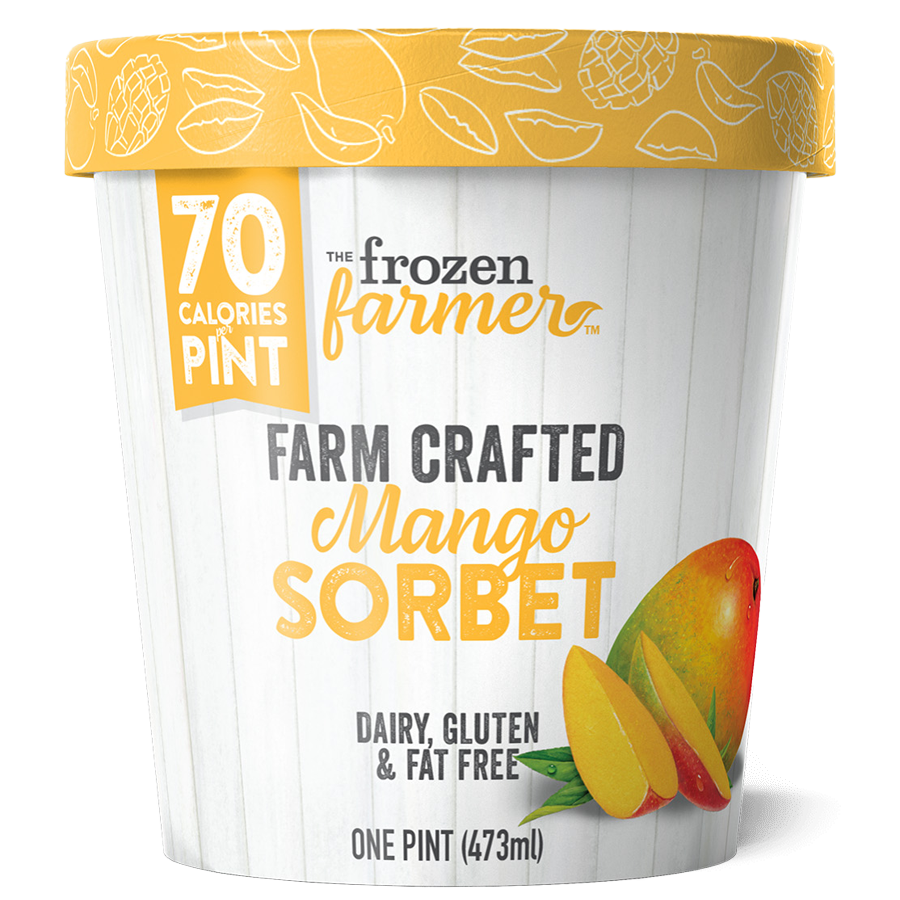 70
CALORIES
per
PINT
THE frozen
farmer™
FARM CRAFTED
Mango
SORBET
DAIRY, GLUTEN
& FAT FREE
ONE PINT (473ml)